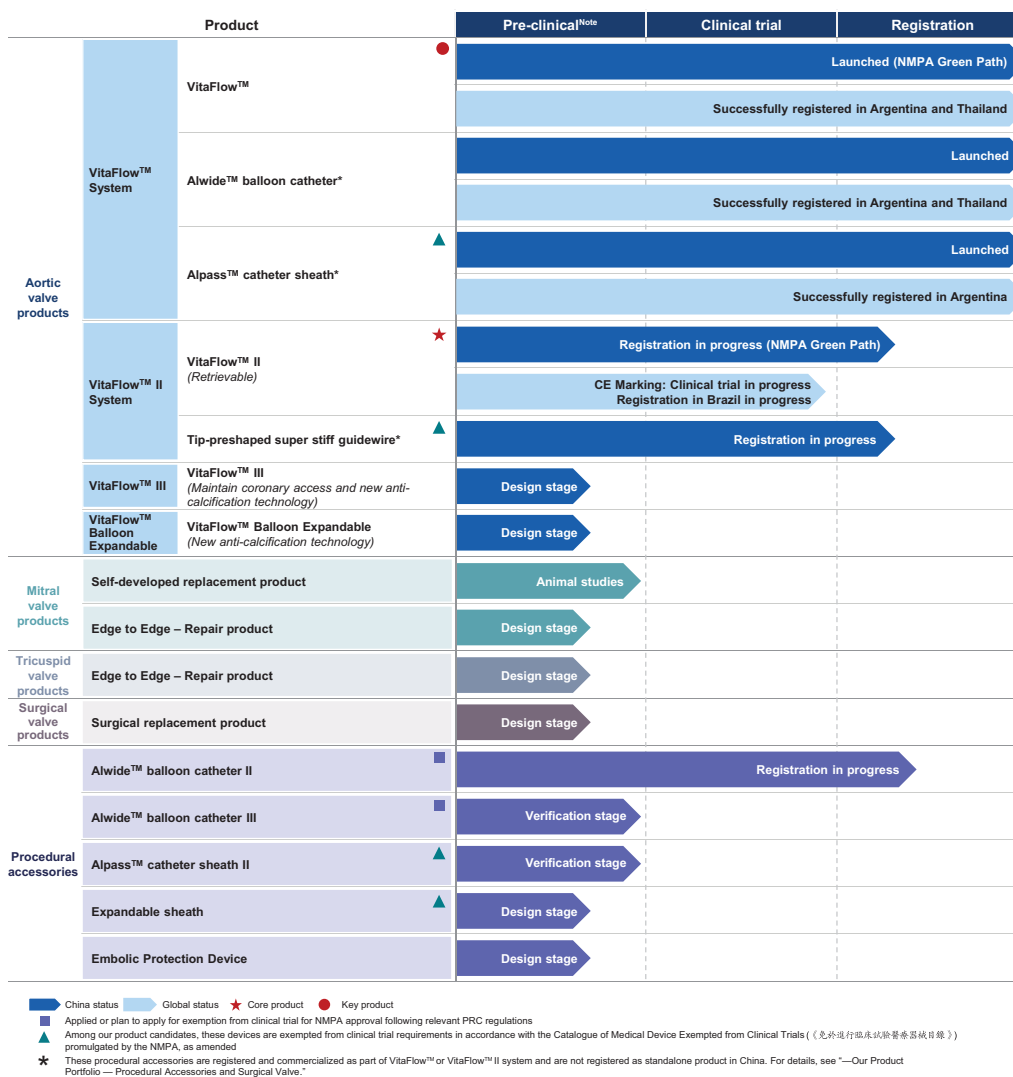 Product
Pre-clinicalNote
Clinical trial
Registration
Aortic
valve
products
VitaFlow™
System
VitaFlow™
Launched (NMPA Green Path)
Successfully registered in Argentina and Thailand
Alwide™ balloon catheter*
Launched
Successfully registered in Argentina and Thailand
Alpass™ catheter sheath*
Launched
Successfully registered in Argentina
VitaFlow™ II
System
VitaFlow™ II
(Retrievable)
Registration in progress (NMPA Green Path)
CE Marking: Clinical trial in progress
Registration in Brazil in progress
Tip-preshaped super stiff guidewire*
Registration in progress
VitaFlow™ III
VitaFlow™ III
(Maintain coronary access and new anti-
calcification technology)
Design stage
VitaFlow™
Balloon
Expandable
VitaFlow™ Balloon Expandable
(New anti-calcification technology)
Design stage
Mitral
valve
products
Self-developed replacement product
Animal studies
Edge to Edge – Repair product
Design stage
Tricuspid
valve
products
Edge to Edge – Repair product
Design stage
Surgical
valve
products
Surgical replacement product
Design stage
Procedural
accessories
Alwide™ balloon catheter II
Registration in progress
Alwide™ balloon catheter III
Verification stage
Alpass™ catheter sheath II
Verification stage
Expandable sheath
Design stage
Embolic Protection Device
Design stage
China status
Global status
Core product
Key product
Applied or plan to apply for exemption from clinical trial for NMPA approval following relevant PRC regulations
Among our product candidates, these devices are exempted from clinical trial requirements in accordance with the Catalogue of Medical Device Exempted from Clinical Trials (《免於進行臨床試驗醫療器械目錄》)
promulgated by the NMPA, as amended
* These procedural accessories are registered and commercialized as part of VitaFlow™ or VitaFlow™ II system and are not registered as standalone product in China. For details, see "—Our Product
Portfolio — Procedural Accessories and Surgical Valve."